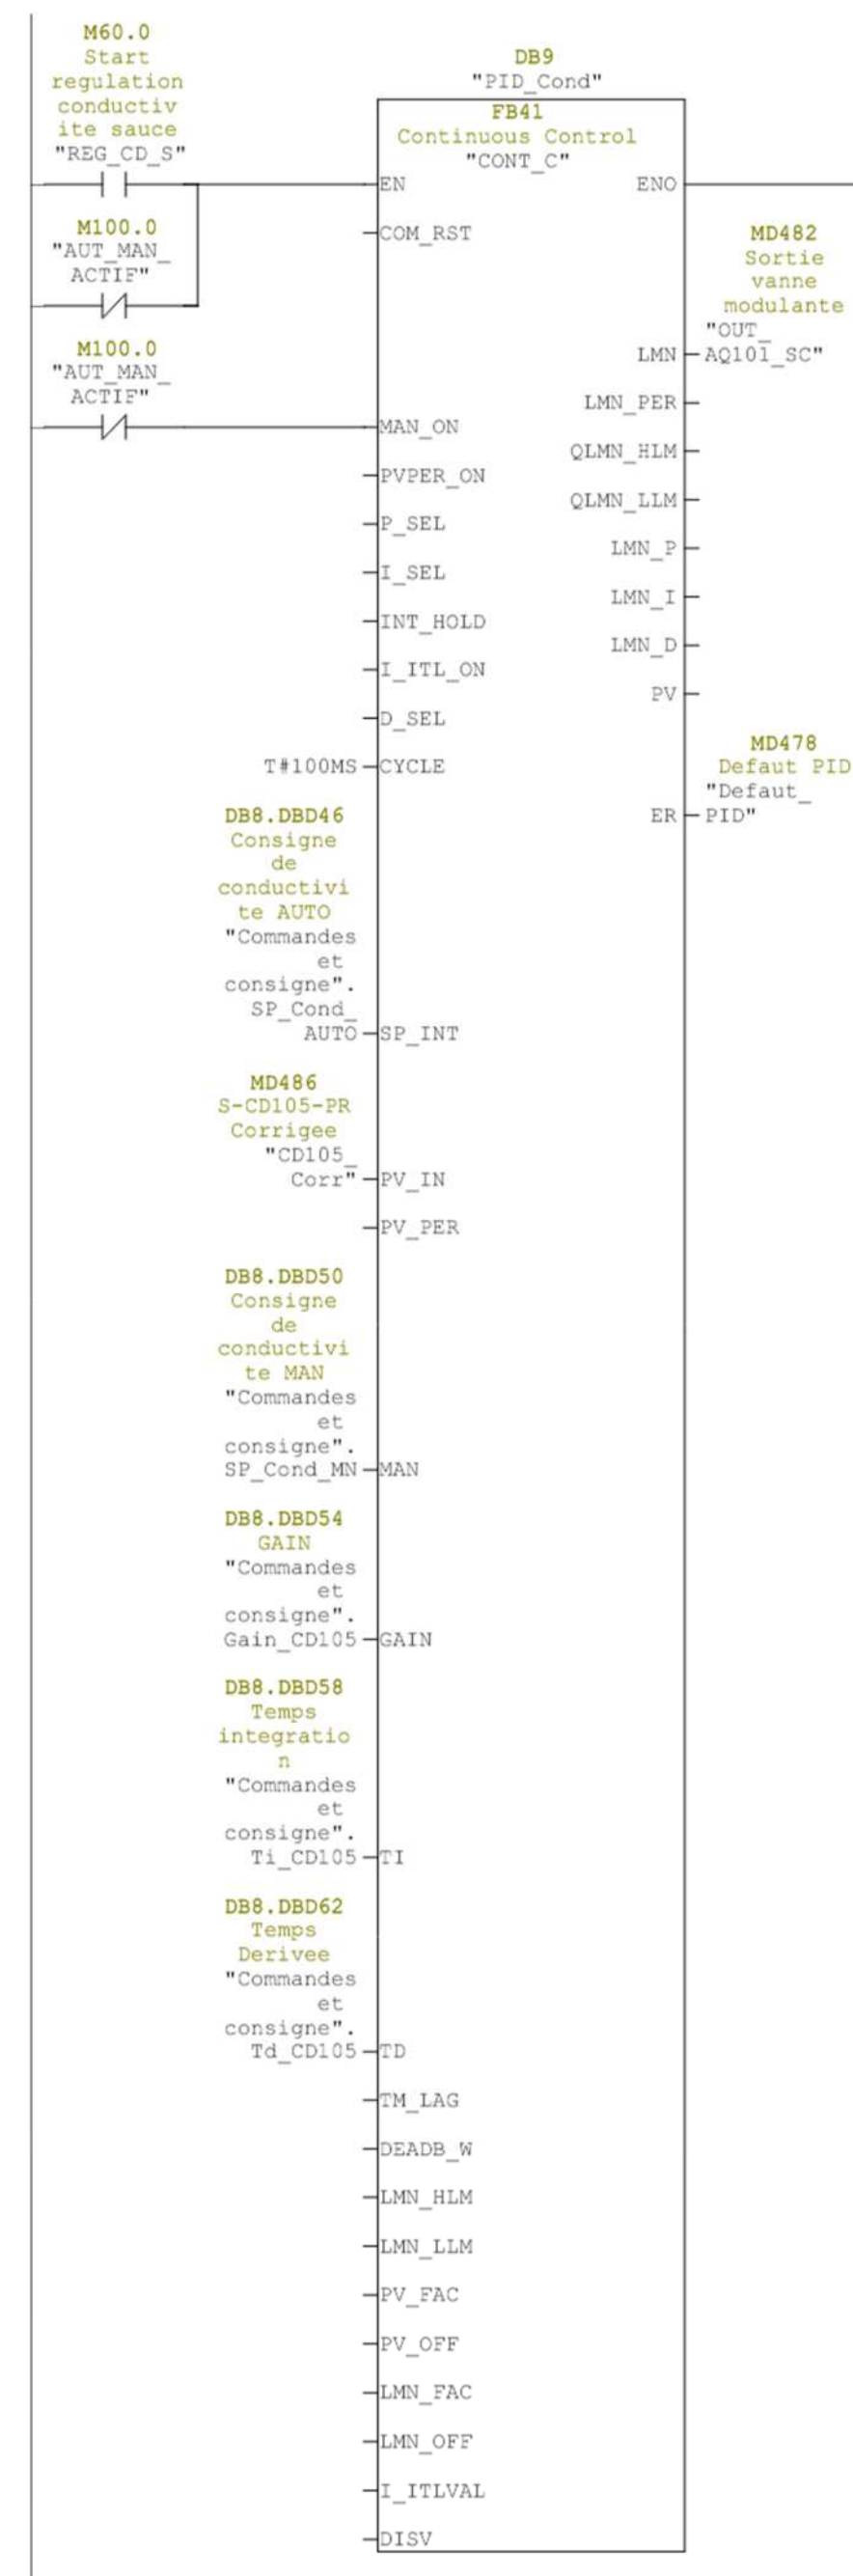 M60.0
Start
regulation
conductiv
ite sauce
"REG_CD_S"
DB9
"PID_Cond"
FB41
Continuous Control
"CONT_C"
EN
ENO
M100.0
"AUT_MAN_
ACTIF"
COM_RST
M100.0
"AUT_MAN_
ACTIF"
MD482
Sortie
vanne
modulante
"OUT_
LMN
AQ101_SC"
LMN_PER
MAN_ON
QLMN_HLM
PVPER_ON
QLMN_LLM
P_SEL
LMN_P
I_SEL
LMN_I
INT_HOLD
LMN_D
I_ITL_ON
PV
D_SEL
T#100MS
CYCLE
MD478
Defaut PID
"Defaut_
ER
PID"
DB8.DBD46
Consigne
de
conductivi
te AUTO
"Commandes
et
consigne".
SP_Cond_
AUTO
SP_INT
MD486
S-CD105-PR
Corrigee
"CD105_
Corr"
PV_IN
PV_PER
DB8.DBD50
Consigne
de
conductivi
te MAN
"Commandes
et
consigne".
SP_Cond_MN
MAN
DB8.DBD54
GAIN
"Commandes
et
consigne".
Gain_CD105
GAIN
DB8.DBD58
Temps
integratio
n
"Commandes
et
consigne".
Ti_CD105
TI
DB8.DBD62
Temps
Derivee
"Commandes
et
consigne".
Td_CD105
TD
TM_LAG
DEADB_W
LMN_HLM
LMN_LLM
PV_FAC
PV_OFF
LMN_FAC
LMN_OFF
I_ITLVAL
DISV